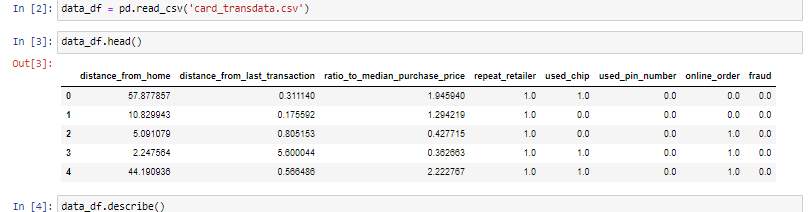 In [2]: data_df = pd.read_csv('card_transdata.csv')
In [3]: data_df.head()
Out[3]:
distance_from_home distance_from_last_transaction ratio_to_median_purchase_price repeat_retailer used_chip used_pin_number online_order fraud
0 57.877857 0.311140 1.945940 1.0 1.0 0.0 0.0 0.0
1 10.829943 0.175592 1.294219 1.0 0.0 0.0 0.0 0.0
2 5.091079 0.805153 0.427715 1.0 0.0 0.0 1.0 0.0
3 2.247564 5.600044 0.362663 1.0 1.0 0.0 1.0 0.0
4 44.190936 0.566486 2.222767 1.0 1.0 0.0 1.0 0.0
In [4]: data_df.describe()